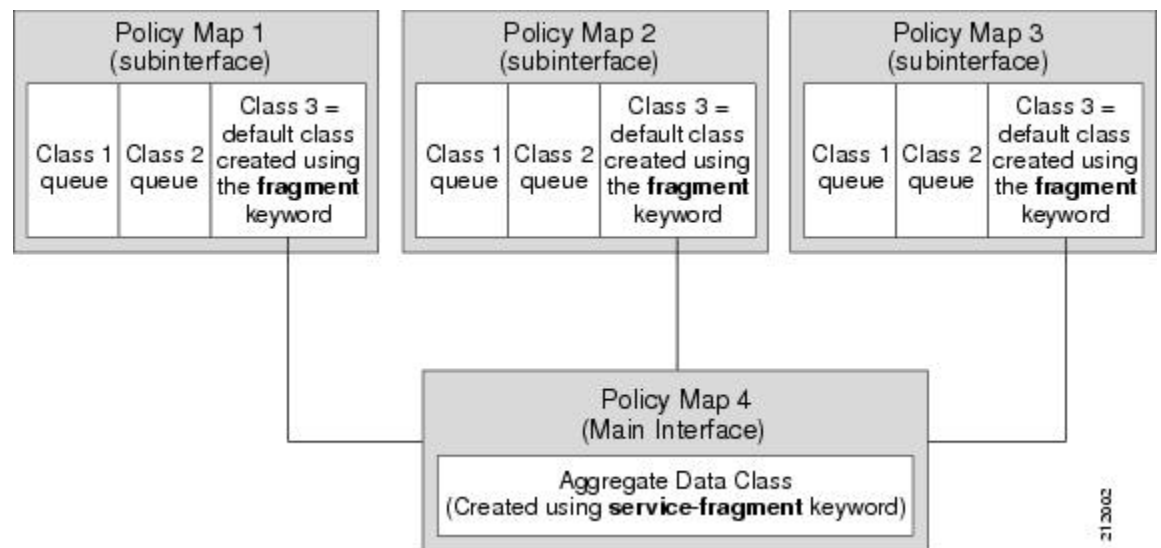 Policy Map 1
(subinterface)
Class 1
queue
Class 2
queue
Class 3 =
default class
created using
the fragment
keyword
Policy Map 2
(subinterface)
Class 1
queue
Class 2
queue
Class 3 =
default class
created using
the fragment
keyword
Policy Map 3
(subinterface)
Class 1
queue
Class 2
queue
Class 3 =
default class
created using
the fragment
keyword
Policy Map 4
(Main Interface)
Aggregate Data Class
(Created using service-fragment keyword)
212002